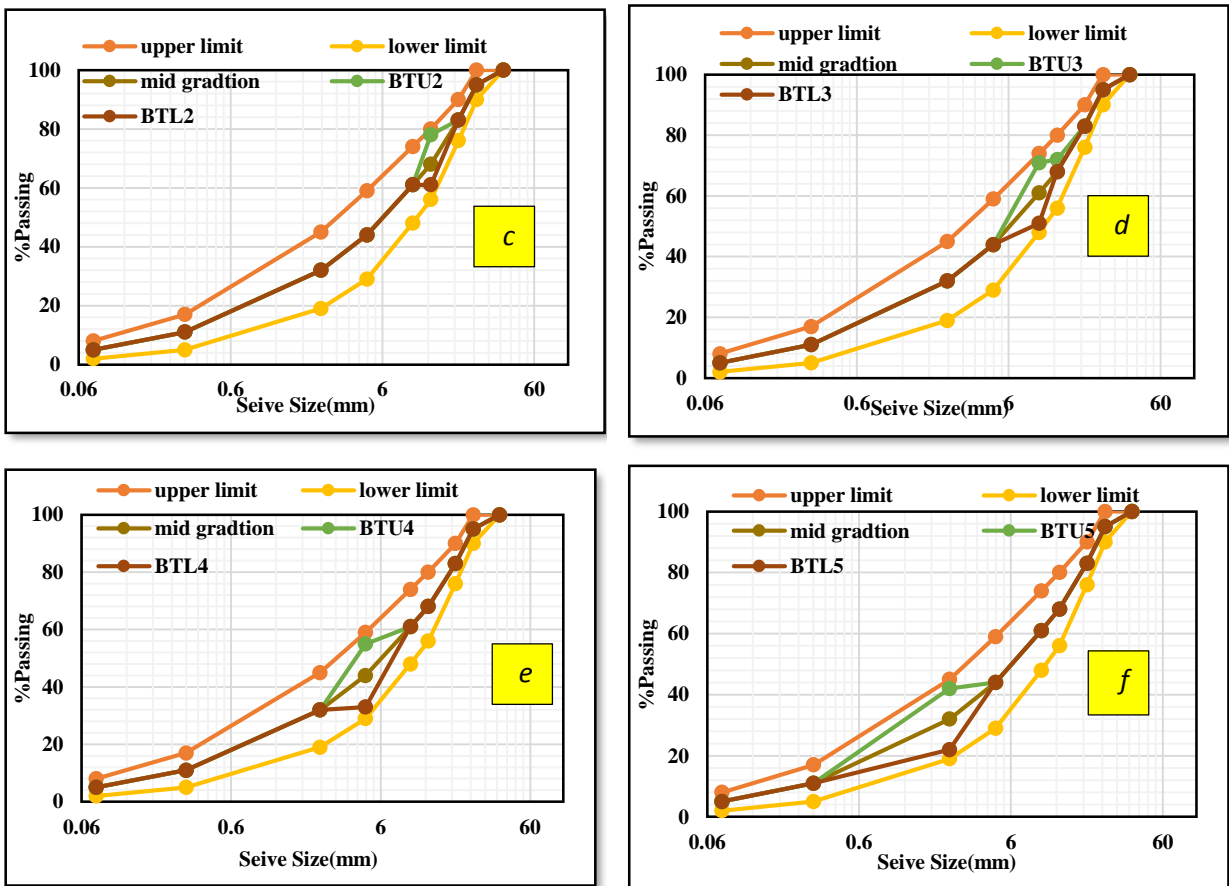 upper limit lower limit
mid gradtion BTU2
BTL2
100
80
60
40
20
0
%Passing
0.06 0.6 6 60
Seive Size(mm)
c
upper limit lower limit
mid gradtion BTU3
BTL3
100
80
60
40
20
0
%Passing
0.06 0.6 6 60
Seive Size(mm)
d
upper limit lower limit
mid gradtion BTU4
BTL4
100
80
60
40
20
0
%Passing
0.06 0.6 6 60
Seive Size(mm)
e
upper limit lower limit
mid gradtion BTU5
BTL5
100
80
60
40
20
0
%Passing
0.06 0.6 6 60
Seive Size(mm)
f